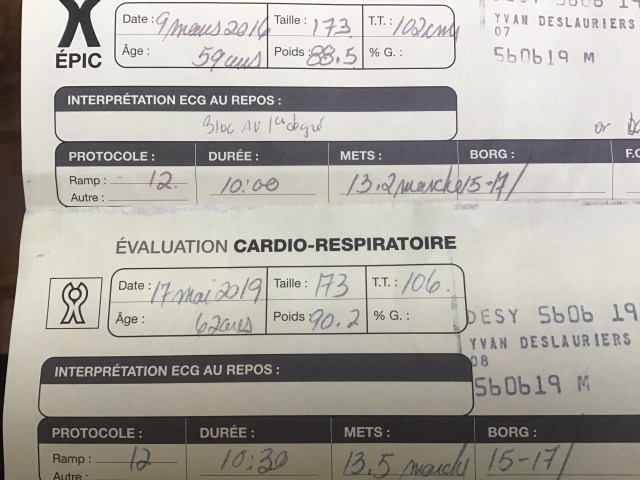 Date : 9 mars 2016 Taille : 173 T.T. : 102 cm
YVAN DESLAURIERS
07
ÉPIC
Âge : 59 ans Poids : 88.5 % G. :
560619 M
INTERPRÉTATION ECG AU REPOS :
Bloc AV 1er degré
or
PROTOCOLE : DURÉE : METS : BORG : F.C
Ramp : 12. 10:00 13.2 marche 15-17/
Autre :
ÉVALUATION CARDIO-RESPIRATOIRE
Date : 17 mai 2019 Taille : 173 T.T. : 106.
DESY 5606 19
Âge : 62 ans Poids : 90.2 % G. :
YVAN DESLAURIERS
08
INTERPRÉTATION ECG AU REPOS :
560619 M
PROTOCOLE : DURÉE : METS : BORG :
Ramp : 12 10:30 13.5 marche 15-17/
Autre :